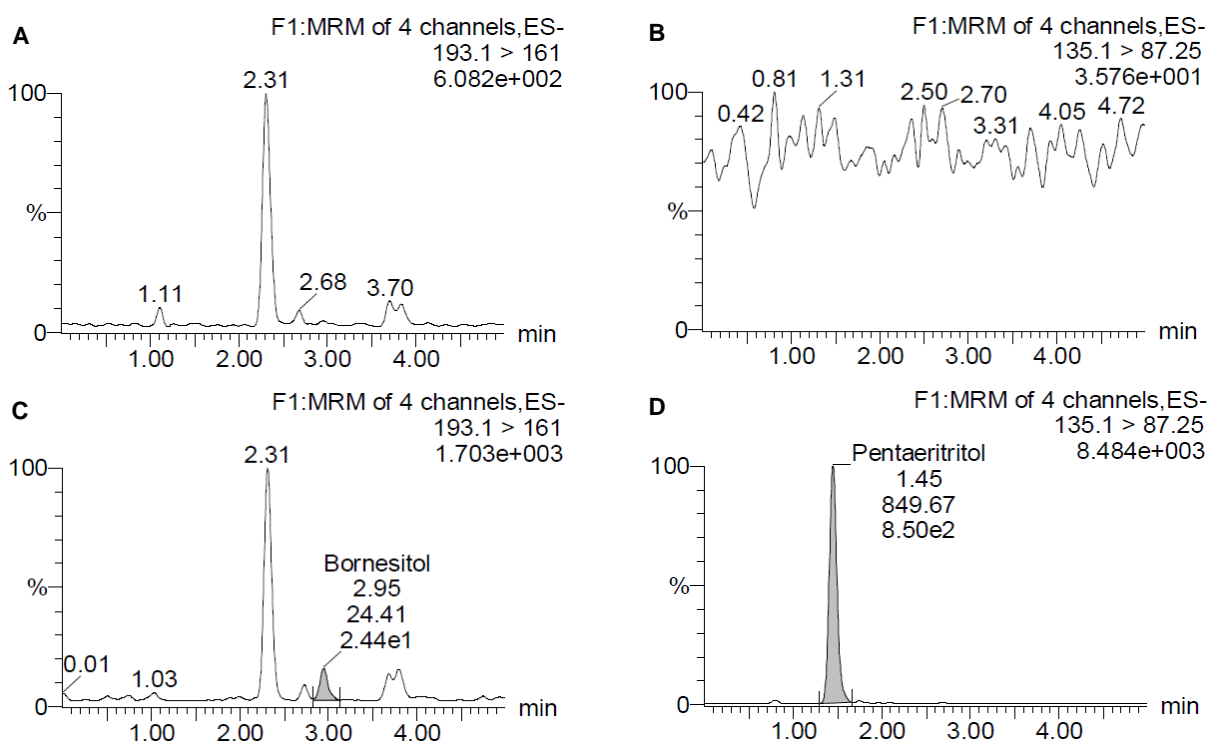 A
F1:MRM of 4 channels,ES-
193.1 > 161
6.082e+002
2.31
100
%
1.11
2.68
3.70
0
1.00
2.00
3.00
4.00
min
B
F1:MRM of 4 channels,ES-
135.1 > 87.25
3.576e+001
100
0.42
0.81
1.31
2.50
2.70
3.31
4.05
4.72
%
0
1.00
2.00
3.00
4.00
min
C
F1:MRM of 4 channels,ES-
193.1 > 161
1.703e+003
2.31
100
Bornesitol
2.95
24.41
2.44e1
%
0.01
1.03
0
1.00
2.00
3.00
4.00
min
D
F1:MRM of 4 channels,ES-
135.1 > 87.25
8.484e+003
100
Pentaeritritol
1.45
849.67
8.50e2
%
0
1.00
2.00
3.00
4.00
min